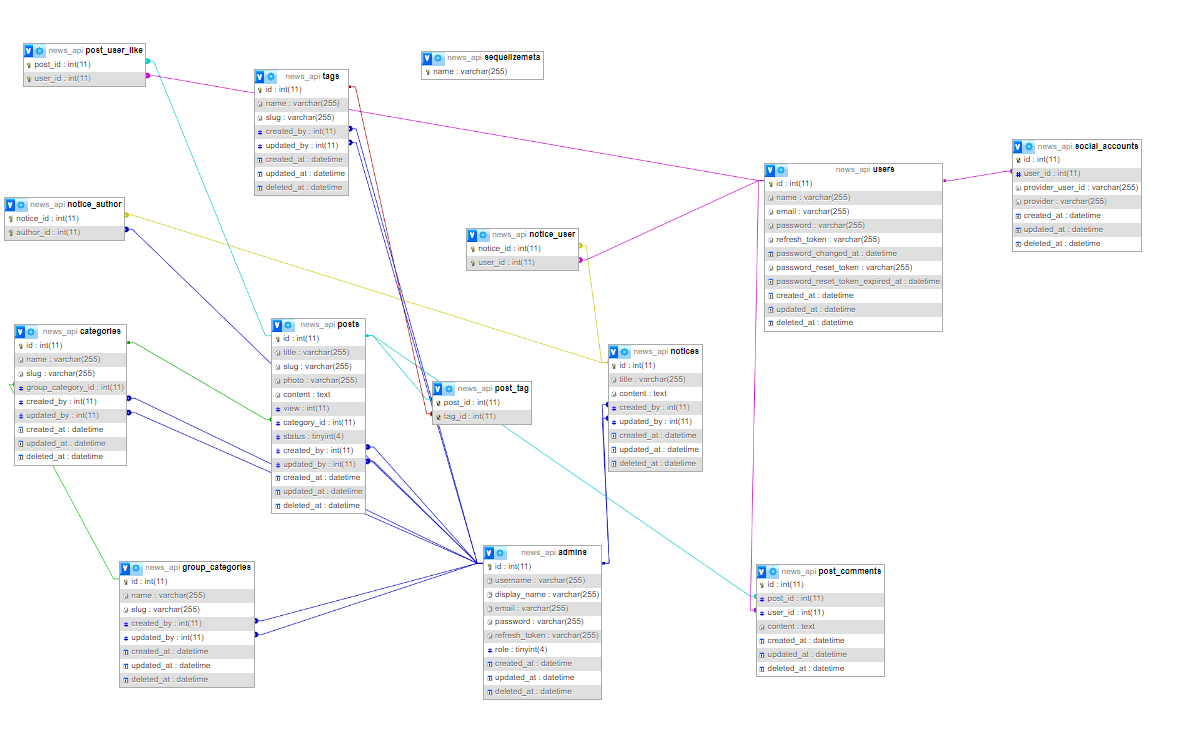 news_api post_user_like
post_id : int(11)
user_id : int(11)
news_api sequelizemeta
name : varchar(255)
news_api tags
id : int(11)
name : varchar(255)
slug : varchar(255)
created_by : int(11)
updated_by : int(11)
created_at : datetime
updated_at : datetime
deleted_at : datetime
news_api social_accounts
id : int(11)
user_id : int(11)
provider_user_id : varchar(255)
provider : varchar(255)
created_at : datetime
updated_at : datetime
deleted_at : datetime
news_api users
id : int(11)
name : varchar(255)
email : varchar(255)
password : varchar(255)
refresh_token : varchar(255)
password_changed_at : datetime
password_reset_token : varchar(255)
password_reset_token_expired_at : datetime
created_at : datetime
updated_at : datetime
deleted_at : datetime
news_api notice_author
notice_id : int(11)
author_id : int(11)
news_api notice_user
notice_id : int(11)
user_id : int(11)
news_api categories
id : int(11)
name : varchar(255)
slug : varchar(255)
group_category_id : int(11)
created_by : int(11)
updated_by : int(11)
created_at : datetime
updated_at : datetime
deleted_at : datetime
news_api posts
id : int(11)
title : varchar(255)
slug : varchar(255)
photo : varchar(255)
content : text
view : int(11)
category_id : int(11)
status : tinyint(4)
created_by : int(11)
updated_by : int(11)
created_at : datetime
updated_at : datetime
deleted_at : datetime
news_api post_tag
post_id : int(11)
tag_id : int(11)
news_api notices
id : int(11)
title : varchar(255)
content : text
created_by : int(11)
updated_by : int(11)
created_at : datetime
updated_at : datetime
deleted_at : datetime
news_api group_categories
id : int(11)
name : varchar(255)
slug : varchar(255)
created_by : int(11)
updated_by : int(11)
created_at : datetime
updated_at : datetime
deleted_at : datetime
news_api admins
id : int(11)
username : varchar(255)
display_name : varchar(255)
email : varchar(255)
password : varchar(255)
refresh_token : varchar(255)
role : tinyint(4)
created_at : datetime
updated_at : datetime
deleted_at : datetime
news_api post_comments
id : int(11)
post_id : int(11)
user_id : int(11)
content : text
created_at : datetime
updated_at : datetime
deleted_at : datetime